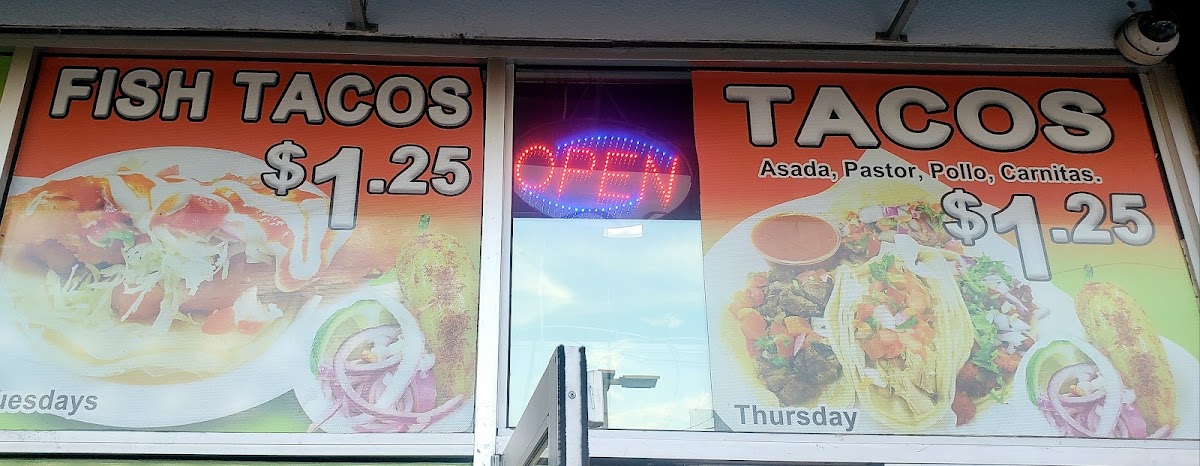 FISH TACOS
$1.25
uesdays
OPEN
TACOS
Asada, Pastor, Pollo, Carnitas.
$1.25
Thursday